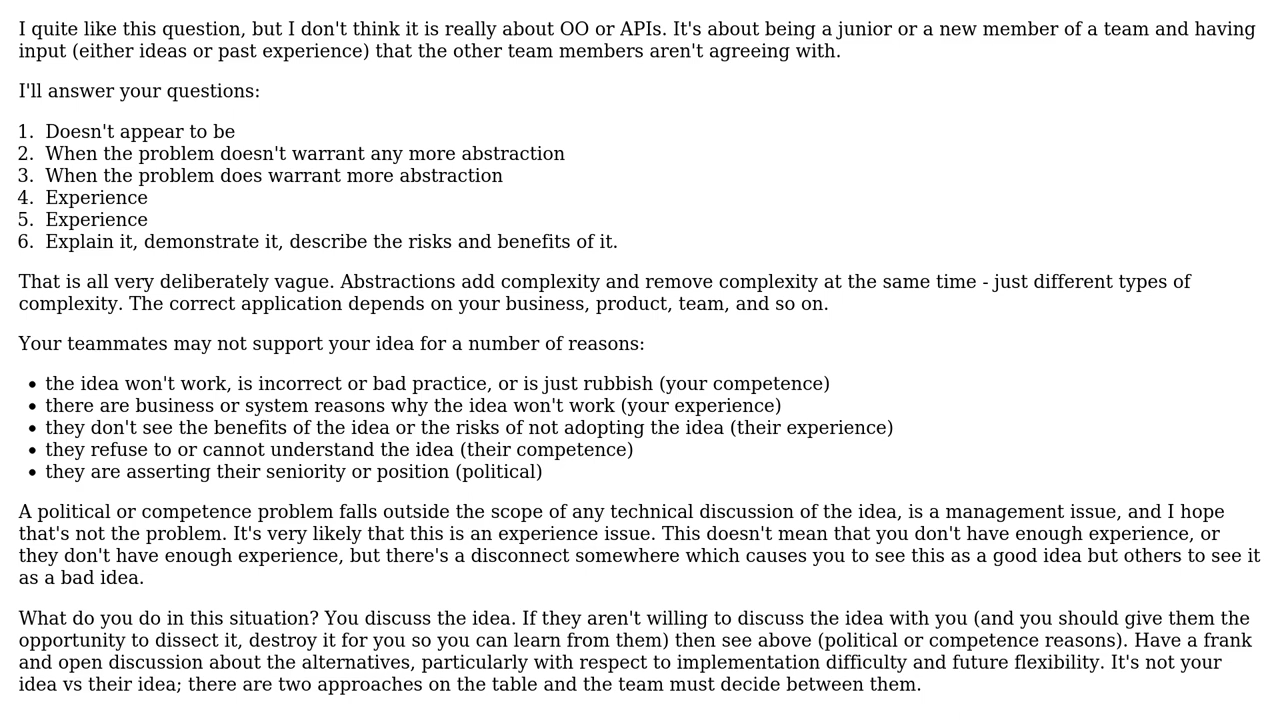 I quite like this question, but I don't think it is really about OO or APIs. It's about being a junior or a new member of a team and having
input (either ideas or past experience) that the other team members aren't agreeing with.
I'll answer your questions:
1. Doesn't appear to be
2. When the problem doesn't warrant any more abstraction
3. When the problem does warrant more abstraction
4. Experience
5. Experience
6. Explain it, demonstrate it, describe the risks and benefits of it.
That is all very deliberately vague. Abstractions add complexity and remove complexity at the same time - just different types of
complexity. The correct application depends on your business, product, team, and so on.
Your teammates may not support your idea for a number of reasons:
• the idea won't work, is incorrect or bad practice, or is just rubbish (your competence)
• there are business or system reasons why the idea won't work (your experience)
• they don't see the benefits of the idea or the risks of not adopting the idea (their experience)
• they refuse to or cannot understand the idea (their competence)
• they are asserting their seniority or position (political)
A political or competence problem falls outside the scope of any technical discussion of the idea, is a management issue, and I hope
that's not the problem. It's very likely that this is an experience issue. This doesn't mean that you don't have enough experience, or
they don't have enough experience, but there's a disconnect somewhere which causes you to see this as a good idea but others to see it
as a bad idea.
What do you do in this situation? You discuss the idea. If they aren't willing to discuss the idea with you (and you should give them the
opportunity to dissect it, destroy it for you so you can learn from them) then see above (political or competence reasons). Have a frank
and open discussion about the alternatives, particularly with respect to implementation difficulty and future flexibility. It's not your
idea vs their idea; there are two approaches on the table and the team must decide between them.